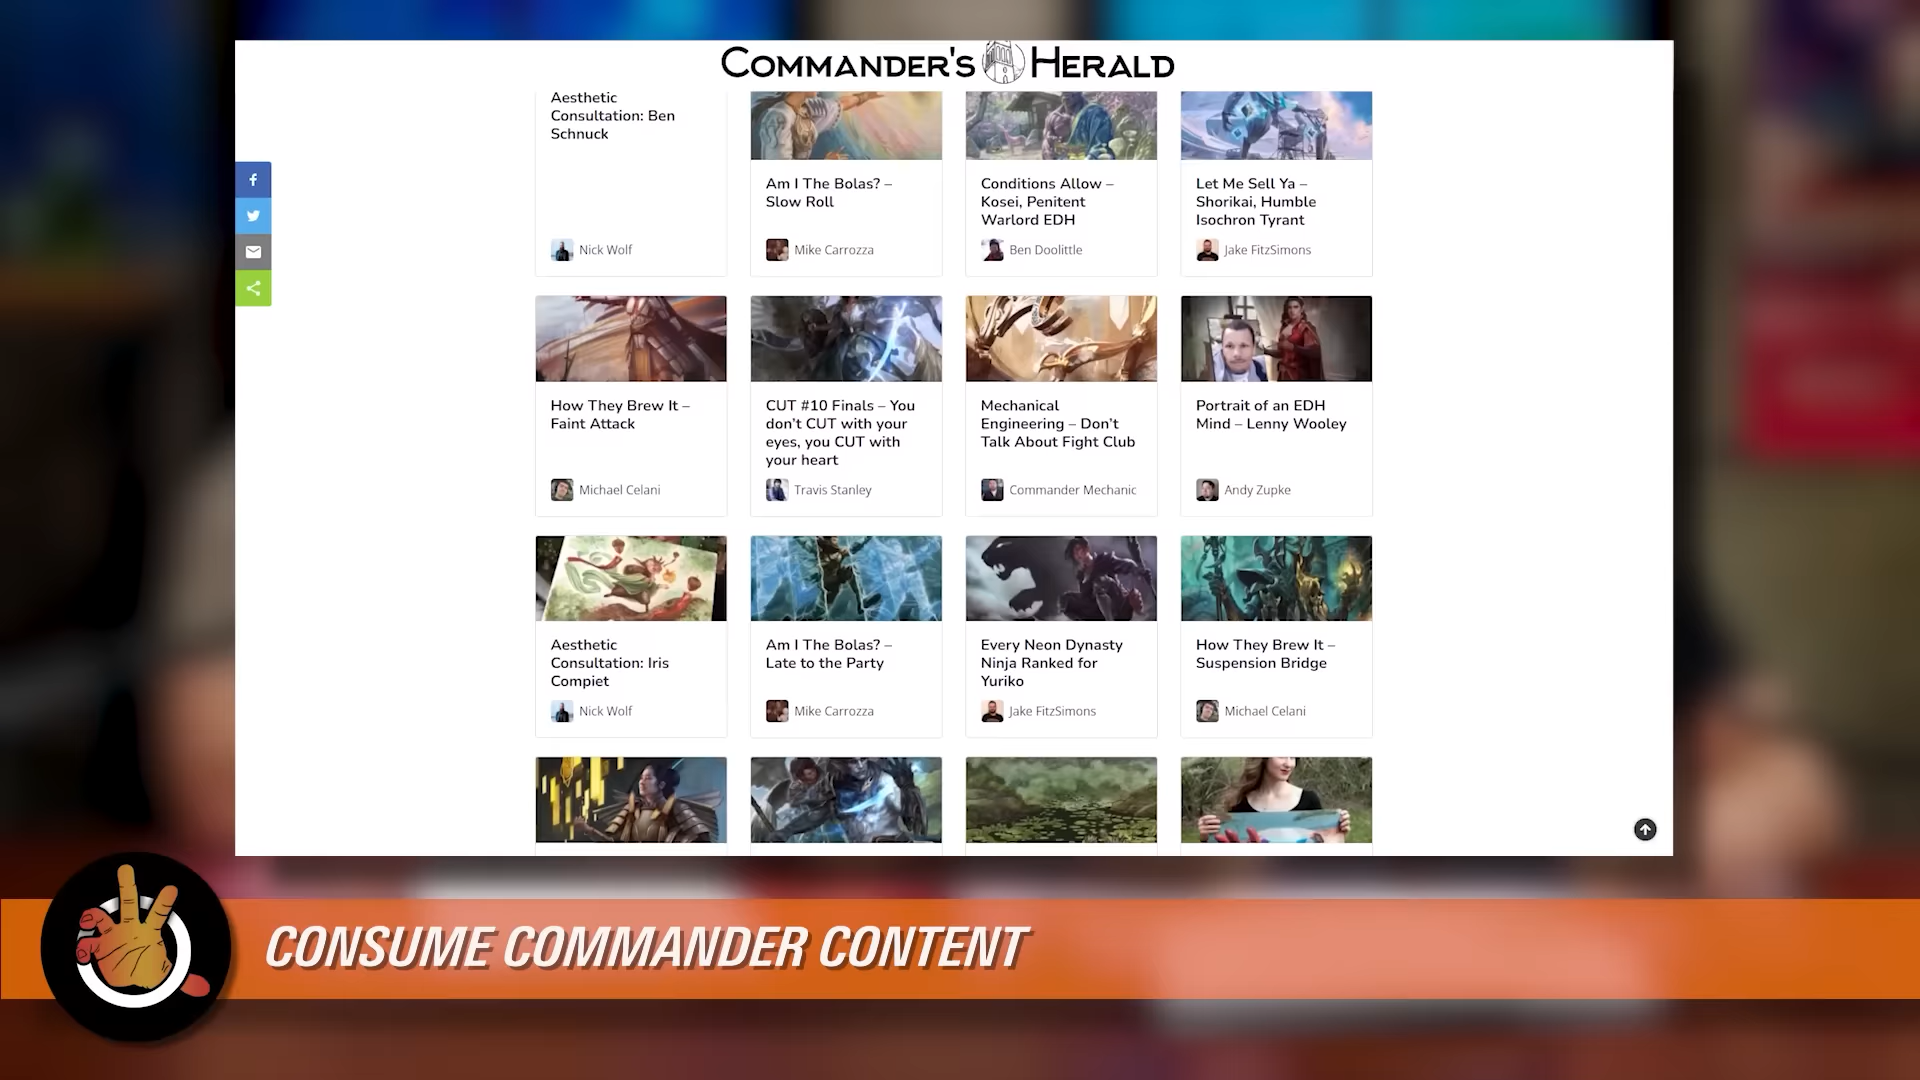 COMMANDER'S HERALD
Aesthetic
Consultation: Ben
Schnuck
Nick Wolf
Am I The Bolas? –
Slow Roll
Mike Carrozza
Conditions Allow –
Kosei, Penitent
Warlord EDH
Ben Doolittle
Let Me Sell Ya –
Shorikai, Humble
Isochron Tyrant
Jake FitzSimons
How They Brew It –
Faint Attack
Michael Celani
CUT #10 Finals – You
don't CUT with your
eyes, you CUT with
your heart
Travis Stanley
Mechanical
Engineering – Don't
Talk About Fight Club
Commander Mechanic
Portrait of an EDH
Mind – Lenny Wooley
Andy Zupke
Aesthetic
Consultation: Iris
Compiet
Nick Wolf
Am I The Bolas? –
Late to the Party
Mike Carrozza
Every Neon Dynasty
Ninja Ranked for
Yuriko
Jake FitzSimons
How They Brew It –
Suspension Bridge
Michael Celani
CONSUME COMMANDER CONTENT